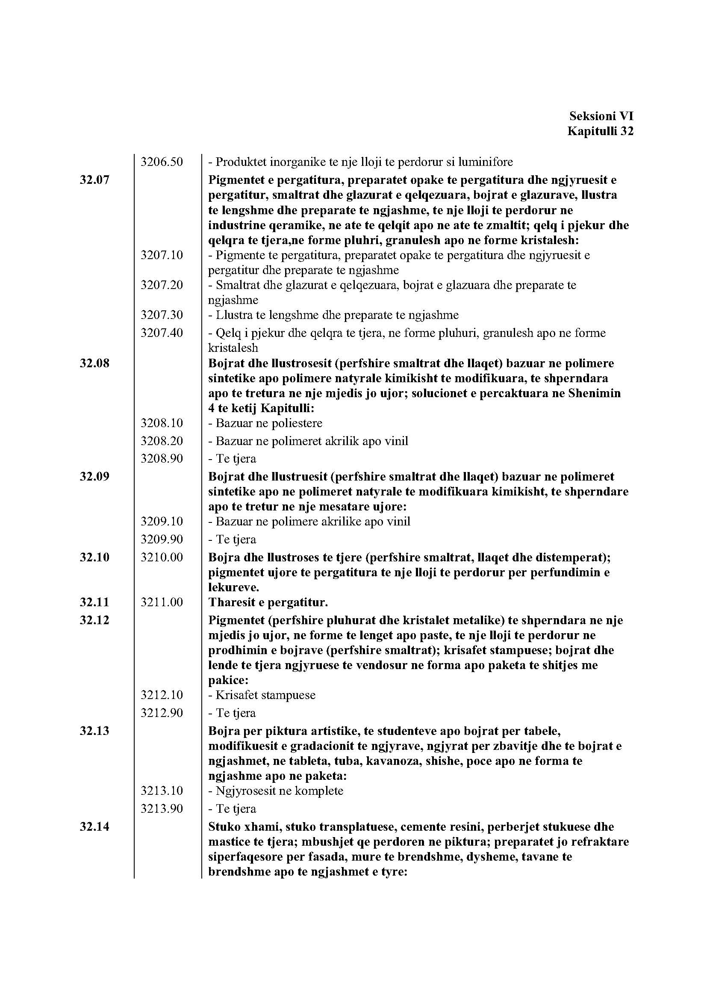 Seksioni VI
Kapitulli 32
3206.50 - Produktet inorganike te nje lloji te perdorur si luminifore
32.07 Pigmentet e pergatitura, preparatet opake te pergatitura dhe ngjyruesit e
pergatitur, smaltrat dhe glazurat e qelqezuara, bojrat e glazurave, llustra
te lengshme dhe preparate te ngjashme, te nje lloji te perdorur ne
industrine qeramike, ne ate te qelqit apo ne ate te zmaltit; qelq i pjekur dhe
qelqra te tjera,ne forme pluhri, granulesh apo ne forme kristalesh:
3207.10 - Pigmente te pergatitura, preparatet opake te pergatitura dhe ngjyruesit e
pergatitur dhe preparate te ngjashme
3207.20 - Smaltrat dhe glazurat e qelqezuara, bojrat e glazuara dhe preparate te
ngjashme
3207.30 - Llustra te lengshme dhe preparate te ngjashme
3207.40 - Qelq i pjekur dhe qelqra te tjera, ne forme pluhuri, granulesh apo ne forme
kristalesh
32.08 Bojrat dhe llustrosesit (perfshire smaltrat dhe llaqet) bazuar ne polimere
sintetike apo polimere natyrale kimikisht te modifikuara, te shperndara
apo te tretura ne nje mjedis jo ujor; solucionet e percaktuara ne Shenimin
4 te ketij Kapitulli:
3208.10 - Bazuar ne poliestere
3208.20 - Bazuar ne polimeret akrilik apo vinil
3208.90 - Te tjera
32.09 Bojrat dhe llustruesit (perfshire smaltrat dhe llaqet) bazuar ne polimeret
sintetike apo ne polimeret natyrale te modifikuara kimikisht, te shperndare
apo te tretur ne nje mesatare ujore:
3209.10 - Bazuar ne polimere akrilike apo vinil
3209.90 - Te tjera
32.10 3210.00 Bojra dhe llustroses te tjere (perfshire smaltrat, llaqet dhe distemperat);
pigmentet ujore te pergatitura te nje lloji te perdorur per perfundimin e
lekureve.
32.11 3211.00 Tharesit e pergatitur.
32.12 Pigmentet (perfshire pluhurat dhe kristalet metalike) te shperndara ne nje
mjedis jo ujor, ne forme te lenget apo paste, te nje lloji te perdorur ne
prodhimin e bojrave (perfshire smaltrat); krisafet stampuese; bojrat dhe
lende te tjera ngjyruese te vendosur ne forma apo paketa te shitjes me
pakice:
3212.10 - Krisafet stampuese
3212.90 - Te tjera
32.13 Bojra per piktura artistike, te studenteve apo bojrat per tabele,
modifikuesit e gradacionit te ngjyrave, ngjyrat per zbavitje dhe te bojrat e
ngjashmet, ne tableta, tuba, kavanoza, shishe, poce apo ne forma te
ngjashme apo ne paketa:
3213.10 - Ngjyrosesit ne komplete
3213.90 - Te tjera
32.14 Stuko xhami, stuko transplatuese, cemente resini, perberjet stukuese dhe
mastice te tjera; mbushjet qe perdoren ne piktura; preparatet jo refraktare
siperfaqesore per fasada, mure te brendshme, dysheme, tavane te
brendshme apo te ngjashmet e tyre: